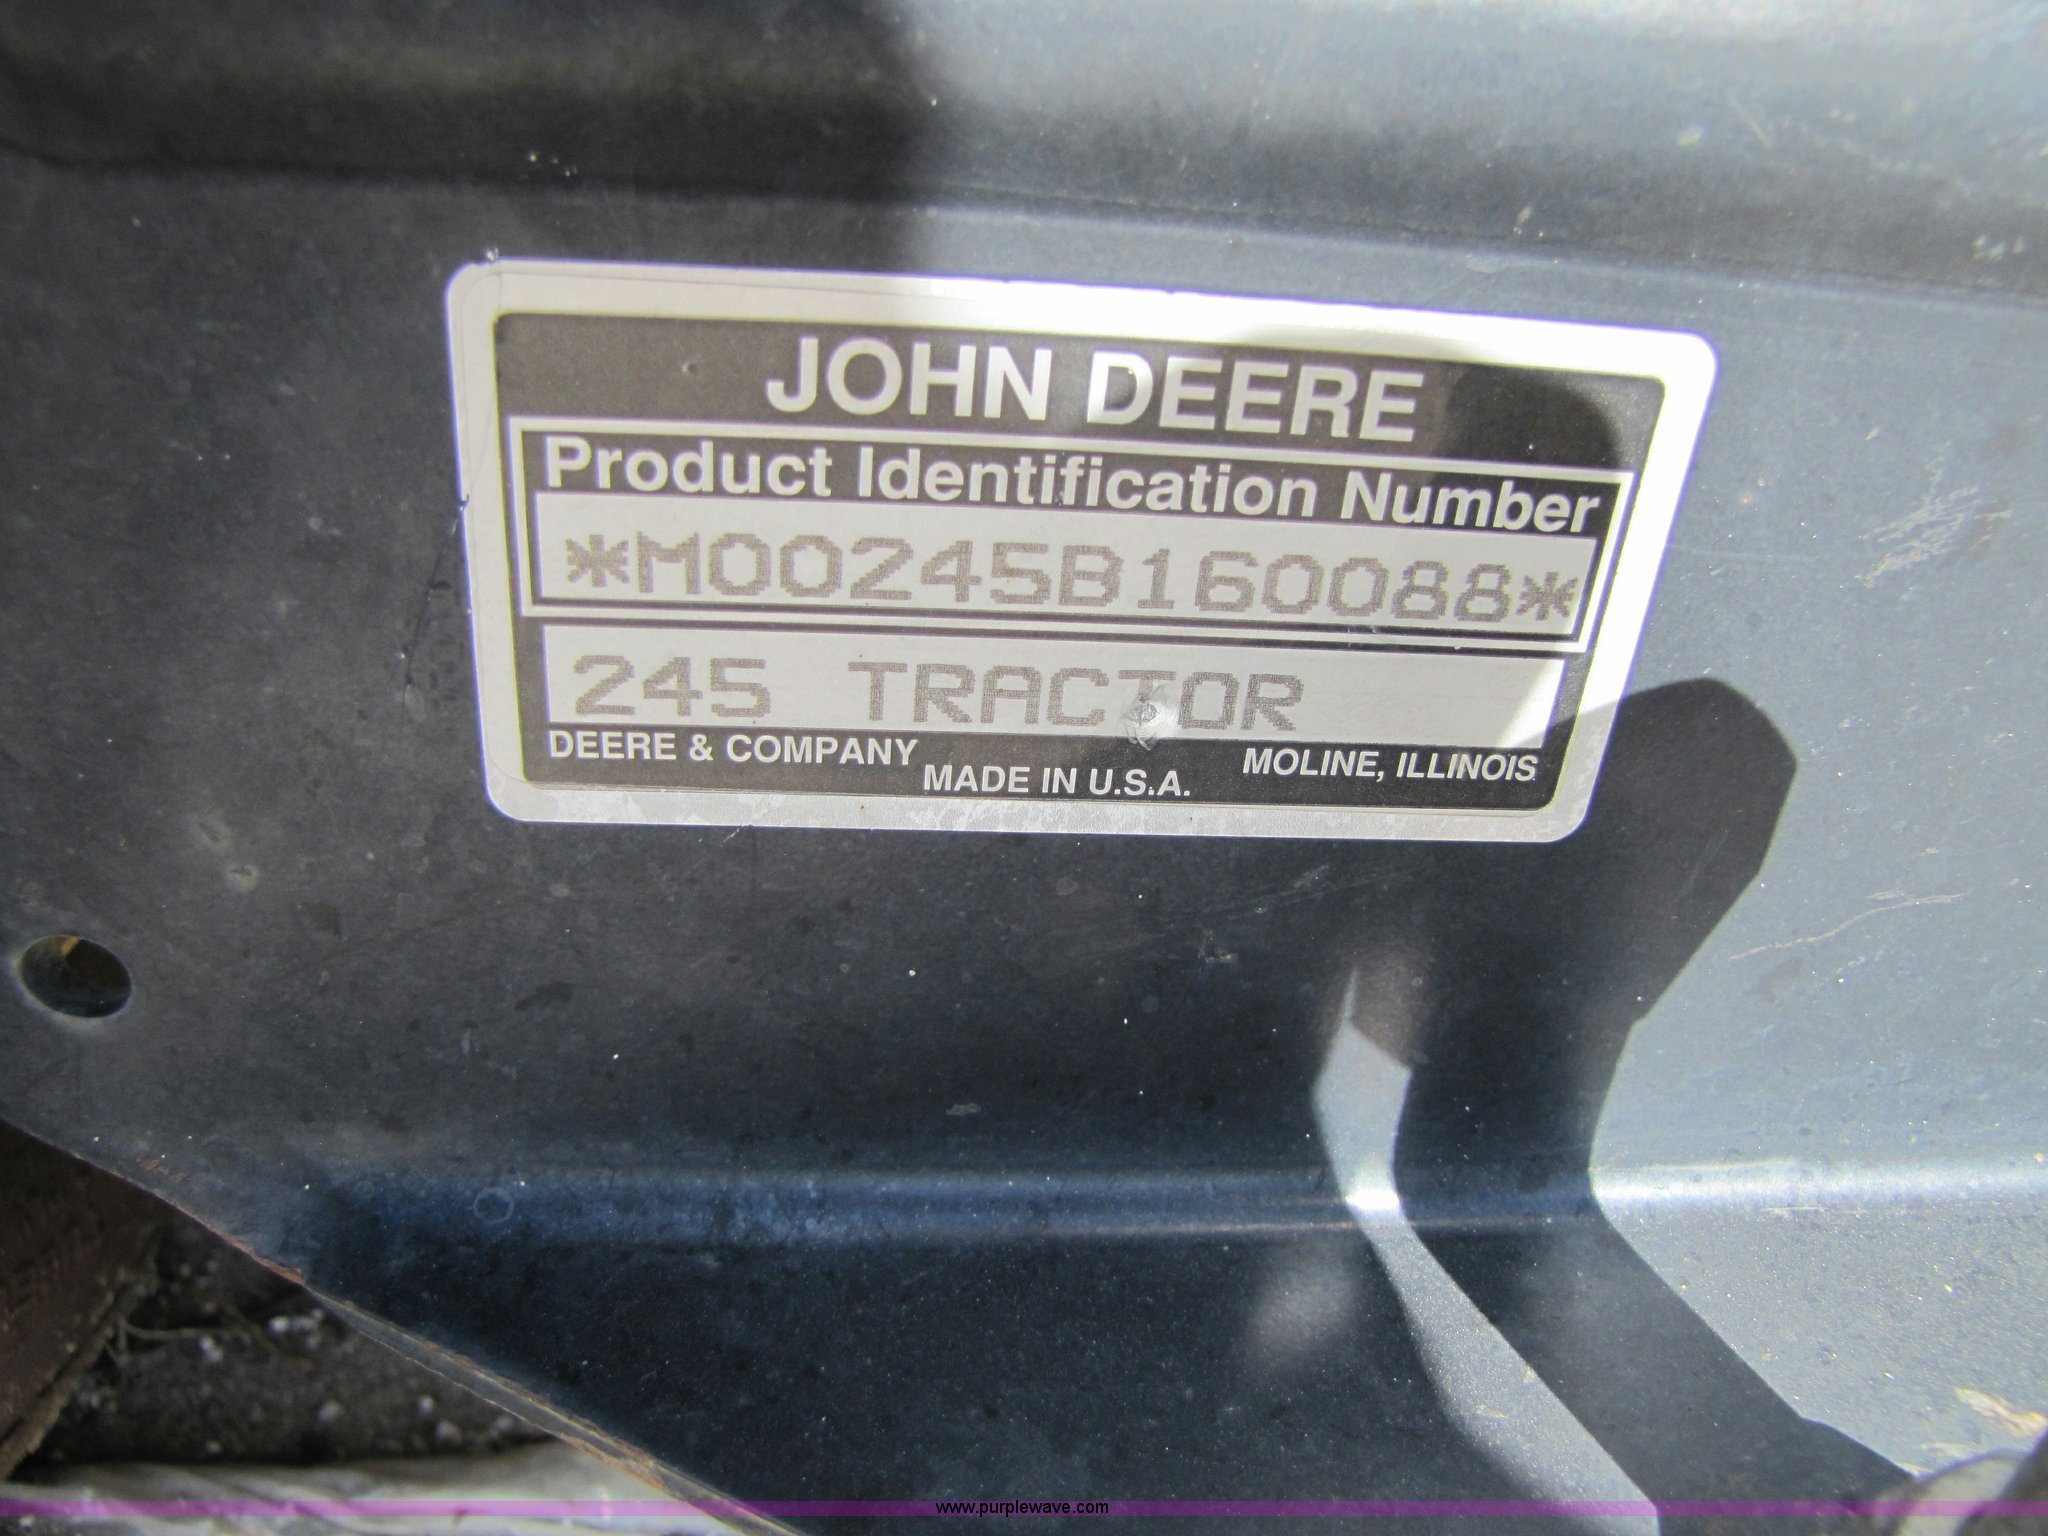 JOHN DEERE
Product Identification Number
*M00245B160088*
245 TRACTOR
DEERE & COMPANY
MOLINE, ILLINOIS
MADE IN U.S.A.
www.purplewave.com